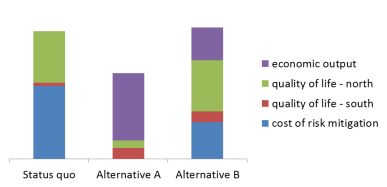 economic output
quality of life - north
quality of life - south
cost of risk mitigation
Status quo
Alternative A
Alternative B